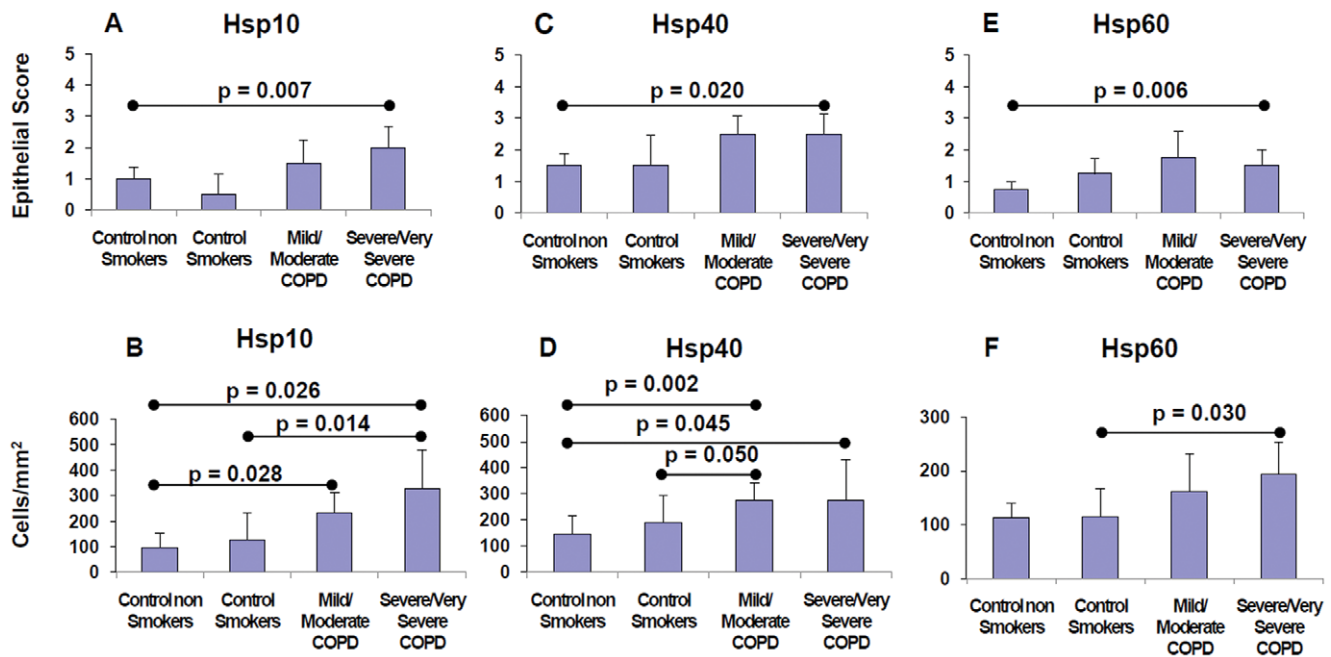 A
Hsp10
Epithelial Score
5
4
3
2
1
0
p = 0.007
Control non
Smokers
Control
Smokers
Mild/
Moderate
COPD
Severe/Very
Severe
COPD
C
Hsp40
5
4
3
2
1
0
p = 0.020
Control non
Smokers
Control
Smokers
Mild/
Moderate
COPD
Severe/Very
Severe
COPD
E
Hsp60
5
4
3
2
1
0
p = 0.006
Control non
Smokers
Control
Smokers
Mild/
Moderate
COPD
Severe/Very
Severe
COPD
B
Hsp10
Cells/mm²
600
500
400
300
200
100
0
p = 0.026
p = 0.014
p = 0.028
Control non
Smokers
Control
Smokers
Mild/
Moderate
COPD
Severe/Very
Severe
COPD
D
Hsp40
600
500
400
300
200
100
0
p = 0.002
p = 0.045
p = 0.050
Control non
Smokers
Control
Smokers
Mild/
Moderate
COPD
Severe/Very
Severe
COPD
F
Hsp60
300
200
100
0
p = 0.030
Control non
Smokers
Control
Smokers
Mild/
Moderate
COPD
Severe/Very
Severe
COPD